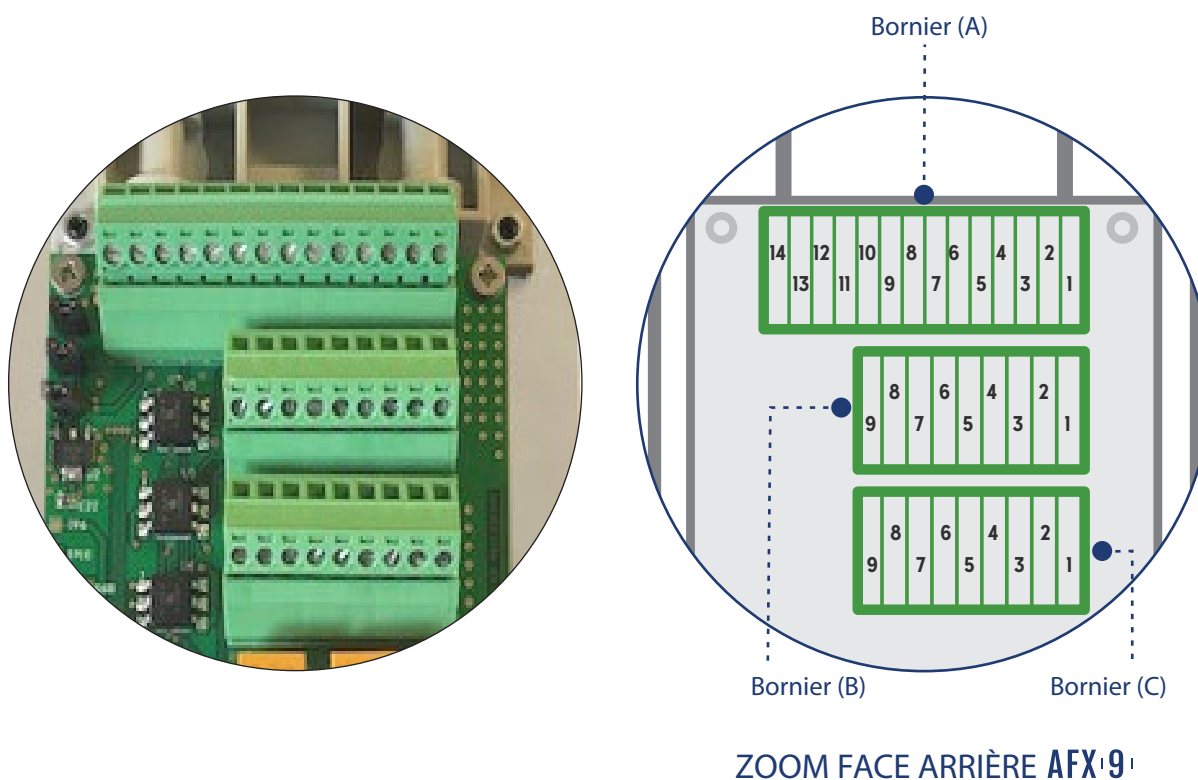 Bornier (A)
14 13 12 11 10 9 8 7 6 5 4 3 2 1
9 8 7 6 5 4 3 2 1
9 8 7 6 5 4 3 2 1
Bornier (B)
Bornier (C)
ZOOM FACE ARRIÈRE AFX 9